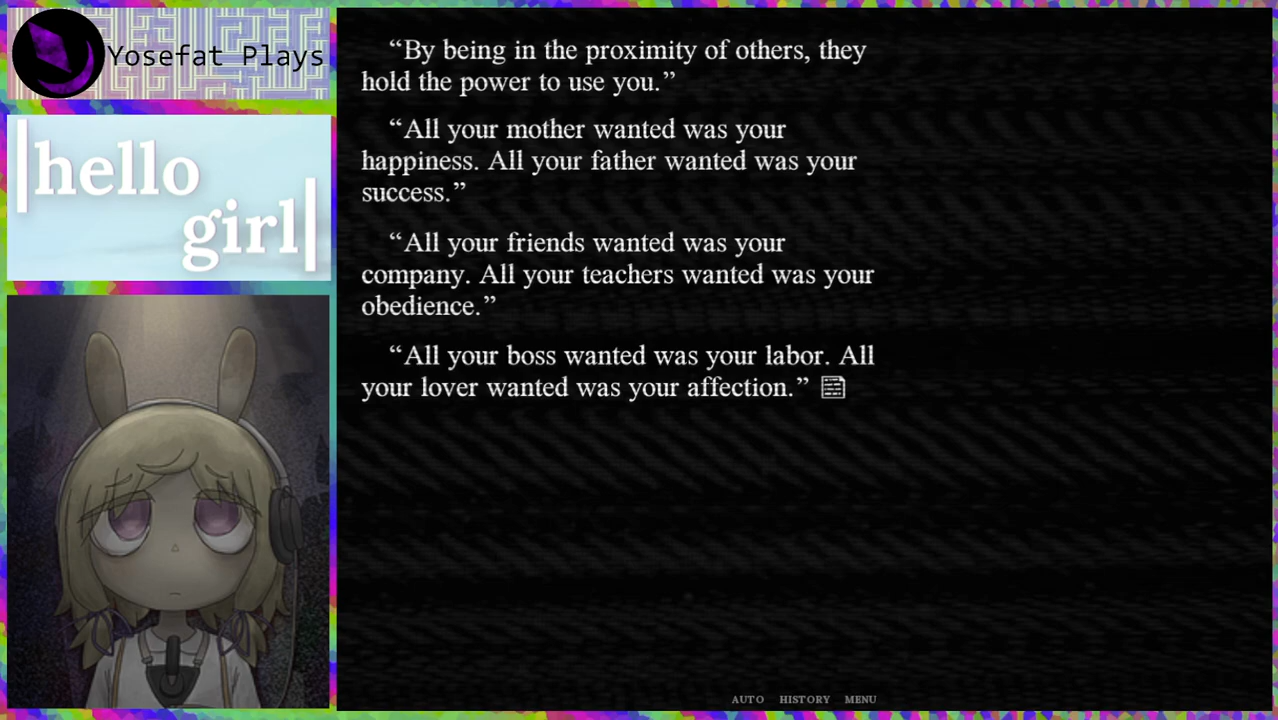 Yosefat Plays
|hello
girl|
“By being in the proximity of others, they
hold the power to use you.”
“All your mother wanted was your
happiness. All your father wanted was your
success.”
“All your friends wanted was your
company. All your teachers wanted was your
obedience.”
“All your boss wanted was your labor. All
your lover wanted was your affection.”
AUTO HISTORY MENU